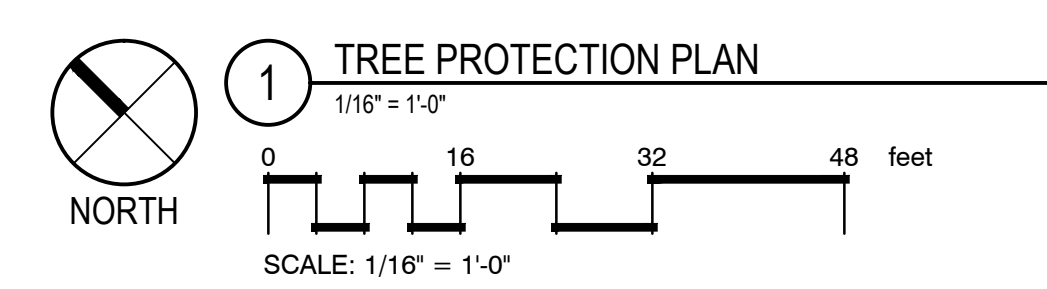 1
TREE PROTECTION PLAN
1/16" = 1'-0"
0 16 32 48 feet
NORTH
SCALE: 1/16" = 1'-0"